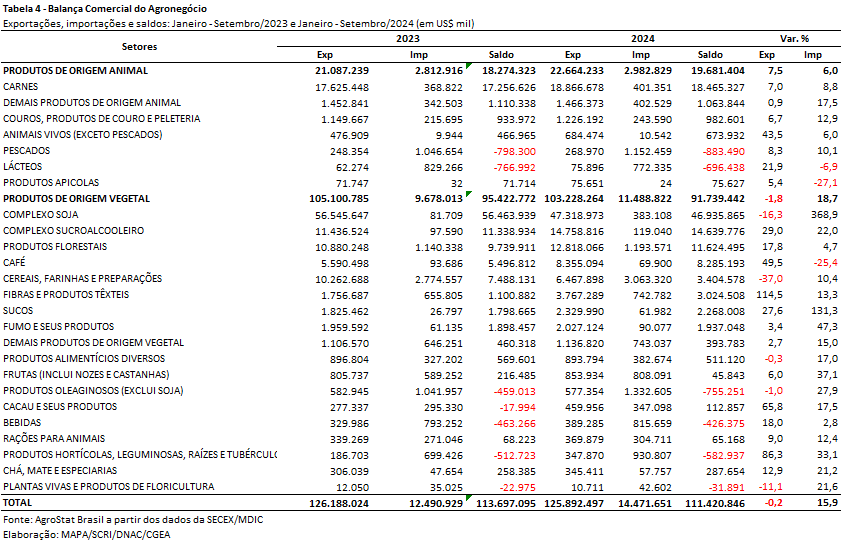 Tabela 4 - Balança Comercial do Agronegócio
Exportações, importações e saldos: Janeiro - Setembro/2023 e Janeiro - Setembro/2024 (em US$ mil)
Setores 2023 2024 Var. %
Exp Imp Saldo Exp Imp Saldo Exp Imp
PRODUTOS DE ORIGEM ANIMAL 21.087.239 2.812.916 18.274.323 22.664.233 2.982.829 19.681.404 7,5 6,0
CARNES 17.625.448 368.822 17.256.626 18.866.678 401.351 18.465.327 7,0 8,8
DEMAIS PRODUTOS DE ORIGEM ANIMAL 1.452.841 342.503 1.110.338 1.466.373 402.529 1.063.844 0,9 17,5
COUROS, PRODUTOS DE COURO E PELETERIA 1.149.667 215.695 933.972 1.226.192 243.590 982.601 6,7 12,9
ANIMAIS VIVOS (EXCETO PESCADOS) 476.909 9.944 466.965 684.474 10.542 673.932 43,5 6,0
PESCADOS 248.354 1.046.654 -798.300 268.970 1.152.459 -883.490 8,3 10,1
LÁCTEOS 62.274 829.266 -766.992 75.896 772.335 -696.438 21,9 -6,9
PRODUTOS APICOLAS 71.747 32 71.714 75.651 24 75.627 5,4 -27,1
PRODUTOS DE ORIGEM VEGETAL 105.100.785 9.678.013 95.422.772 103.228.264 11.488.822 91.739.442 -1,8 18,7
COMPLEXO SOJA 56.545.647 81.709 56.463.939 47.318.973 383.108 46.935.865 -16,3 368,9
COMPLEXO SUCROALCOOLEIRO 11.436.524 97.590 11.338.934 14.758.816 119.040 14.639.776 29,0 22,0
PRODUTOS FLORESTAIS 10.880.248 1.140.338 9.739.911 12.818.066 1.193.571 11.624.495 17,8 4,7
CAFÉ 5.590.498 93.686 5.496.812 8.355.094 69.900 8.285.193 49,5 -25,4
CEREAIS, FARINHAS E PREPARAÇÕES 10.262.688 2.774.557 7.488.131 6.467.898 3.063.320 3.404.578 -37,0 10,4
FIBRAS E PRODUTOS TÊXTEIS 1.756.687 655.805 1.100.882 3.767.289 742.782 3.024.508 114,5 13,3
SUCOS 1.825.462 26.797 1.798.665 2.329.990 61.982 2.268.008 27,6 131,3
FUMO E SEUS PRODUTOS 1.959.592 61.135 1.898.457 2.027.124 90.077 1.937.048 3,4 47,3
DEMAIS PRODUTOS DE ORIGEM VEGETAL 1.106.570 646.251 460.318 1.136.820 743.037 393.783 2,7 15,0
PRODUTOS ALIMENTÍCIOS DIVERSOS 896.804 327.202 569.601 893.794 382.674 511.120 -0,3 17,0
FRUTAS (INCLUI NOZES E CASTANHAS) 805.737 589.252 216.485 853.934 808.091 45.843 6,0 37,1
PRODUTOS OLEAGINOSOS (EXCLUI SOJA) 582.945 1.041.957 -459.013 577.354 1.332.605 -755.251 -1,0 27,9
CACAU E SEUS PRODUTOS 277.337 295.330 -17.994 459.956 347.098 112.857 65,8 17,5
BEBIDAS 329.986 793.252 -463.266 389.285 815.659 -426.375 18,0 2,8
RAÇÕES PARA ANIMAIS 339.269 271.046 68.223 369.879 304.711 65.168 9,0 12,4
PRODUTOS HORTÍCOLAS, LEGUMINOSAS, RAÍZES E TUBÉRCULO 186.703 699.426 -512.723 347.870 930.807 -582.937 86,3 33,1
CHÁ, MATE E ESPECIARIAS 306.039 47.654 258.385 345.411 57.757 287.654 12,9 21,2
PLANTAS VIVAS E PRODUTOS DE FLORICULTURA 12.050 35.025 -22.975 10.711 42.602 -31.891 -11,1 21,6
TOTAL 126.188.024 12.490.929 113.697.095 125.892.497 14.471.651 111.420.846 -0,2 15,9
Fonte: AgroStat Brasil a partir dos dados da SECEX/MDIC
Elaboração: MAPA/SCRI/DNAC/CGEA